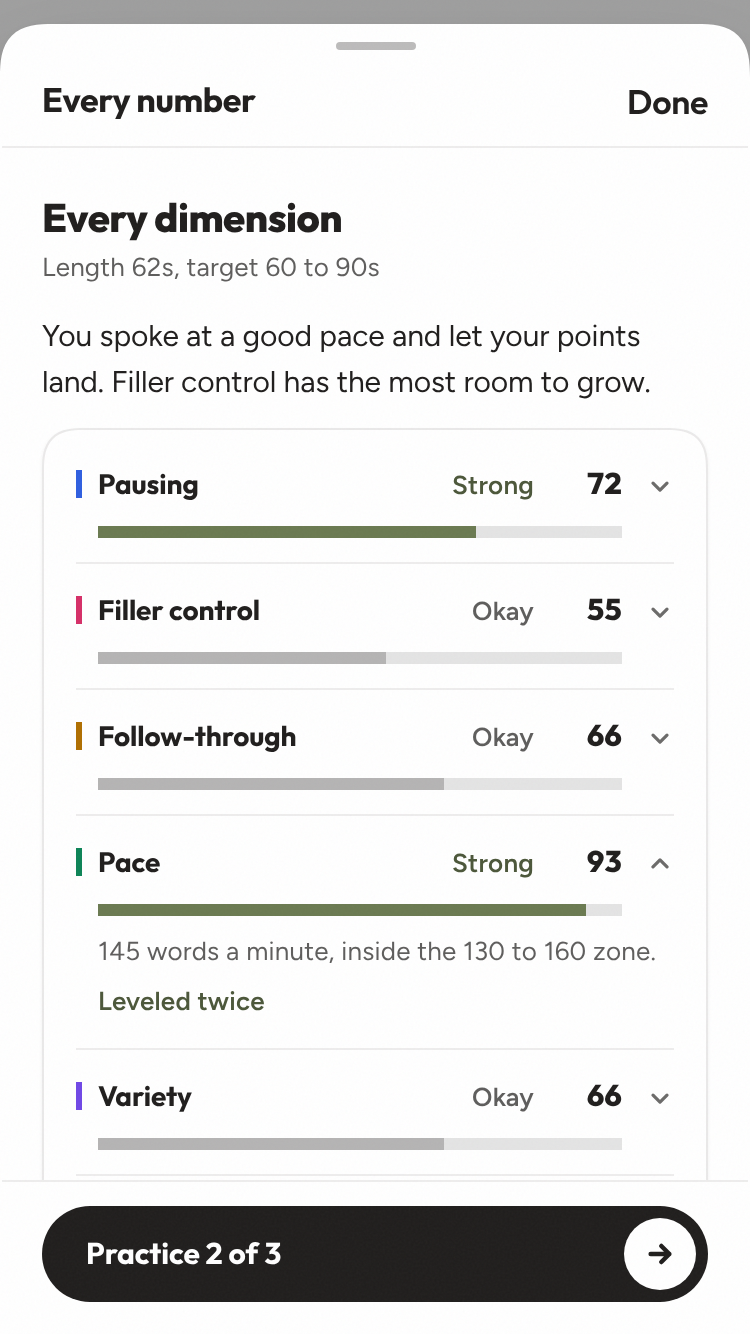 Every number
Done
Every dimension
Length 62s, target 60 to 90s
You spoke at a good pace and let your points
land. Filler control has the most room to grow.
Pausing Strong 72
Filler control Okay 55
Follow-through Okay 66
Pace Strong 93
145 words a minute, inside the 130 to 160 zone.
Leveled twice
Variety Okay 66
Practice 2 of 3